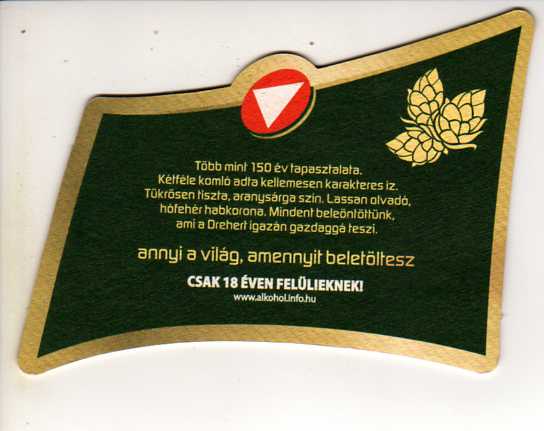 Több mint 150 év tapasztalata.
Kétféle komló adta kellemesen karakteres íz.
Tükrösen tiszta, aranysárga szín. Lassan olvadó,
hófehér habkorona. Mindent beleöntöttünk,
ami a Drehert igazán gazdaggá teszi.
annyi a világ, amennyit beletöltesz
CSAK 18 ÉVEN FELÜLIEKNEK!
www.alkohol.info.hu